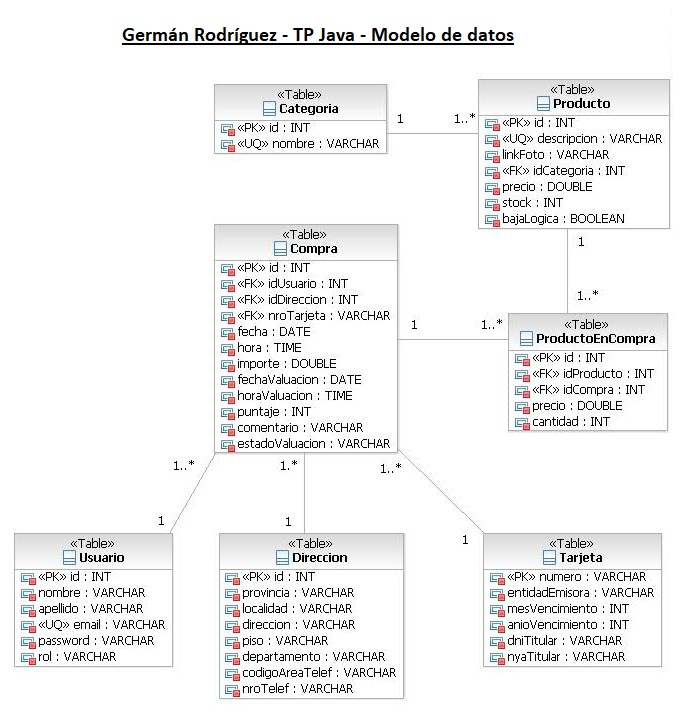 Germán Rodríguez - TP Java - Modelo de datos
«Table»
Categoria
«PK» id : INT
«UQ» nombre : VARCHAR
1
1..*
«Table»
Producto
«PK» id : INT
«UQ» descripcion : VARCHAR
linkFoto : VARCHAR
«FK» idCategoria : INT
precio : DOUBLE
stock : INT
bajaLogica : BOOLEAN
1
1..*
«Table»
Compra
«PK» id : INT
«FK» idUsuario : INT
«FK» idDireccion : INT
«FK» nroTarjeta : VARCHAR
fecha : DATE
hora : TIME
importe : DOUBLE
fechaValuacion : DATE
horaValuacion : TIME
puntaje : INT
comentario : VARCHAR
estadoValuacion : VARCHAR
1
1..*
«Table»
ProductoEnCompra
«PK» id : INT
«FK» idProducto : INT
«FK» idCompra : INT
precio : DOUBLE
cantidad : INT
1..*
1.*
1..*
1
1
1
«Table»
Usuario
«PK» id : INT
nombre : VARCHAR
apellido : VARCHAR
«UQ» email : VARCHAR
password : VARCHAR
rol : VARCHAR
«Table»
Direccion
«PK» id : INT
provincia : VARCHAR
localidad : VARCHAR
direccion : VARCHAR
piso : VARCHAR
departamento : VARCHAR
codigoAreaTelef : VARCHAR
nroTelef : VARCHAR
«Table»
Tarjeta
«PK» numero : VARCHAR
entidadEmisora : VARCHAR
mesVencimiento : INT
anioVencimiento : INT
dniTitular : VARCHAR
nyaTitular : VARCHAR